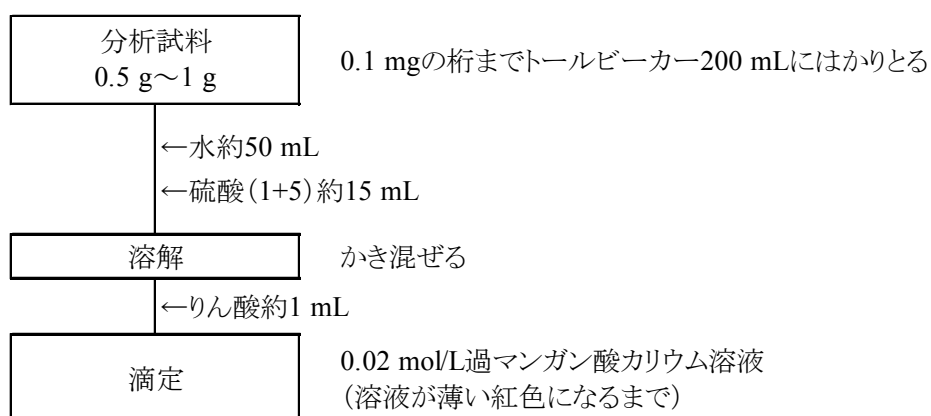 分析試料
0.5 g～1 g
0.1 mgの桁までトールビーカー200 mLにはかりとる
←水約50 mL
←硫酸（1+5）約15 mL
溶解
かき混ぜる
←りん酸約1 mL
滴定
0.02 mol/L過マンガン酸カリウム溶液
（溶液が薄い紅色になるまで）